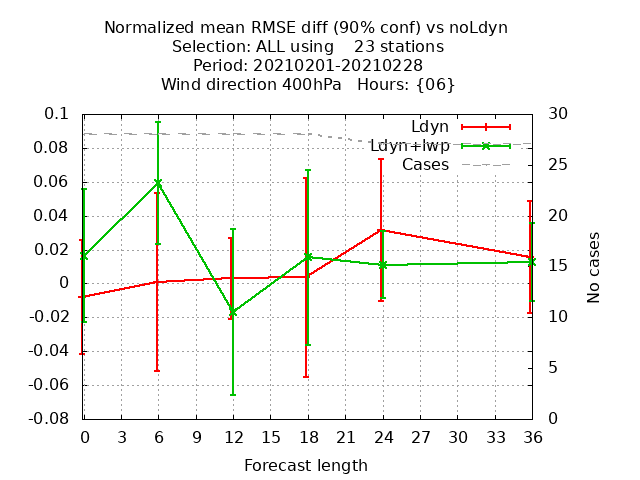 Normalized mean RMSE diff (90% conf) vs noLdyn
Selection: ALL using    23 stations
Period: 20210201-20210228
Wind direction 400hPa   Hours: {06}
0.1
0.08
0.06
0.04
0.02
0
-0.02
-0.04
-0.06
-0.08
Ldyn
Ldyn+lwp
Cases
30
25
20
15
10
5
0
No cases
0 3 6 9 12 15 18 21 24 27 30 33 36
Forecast length